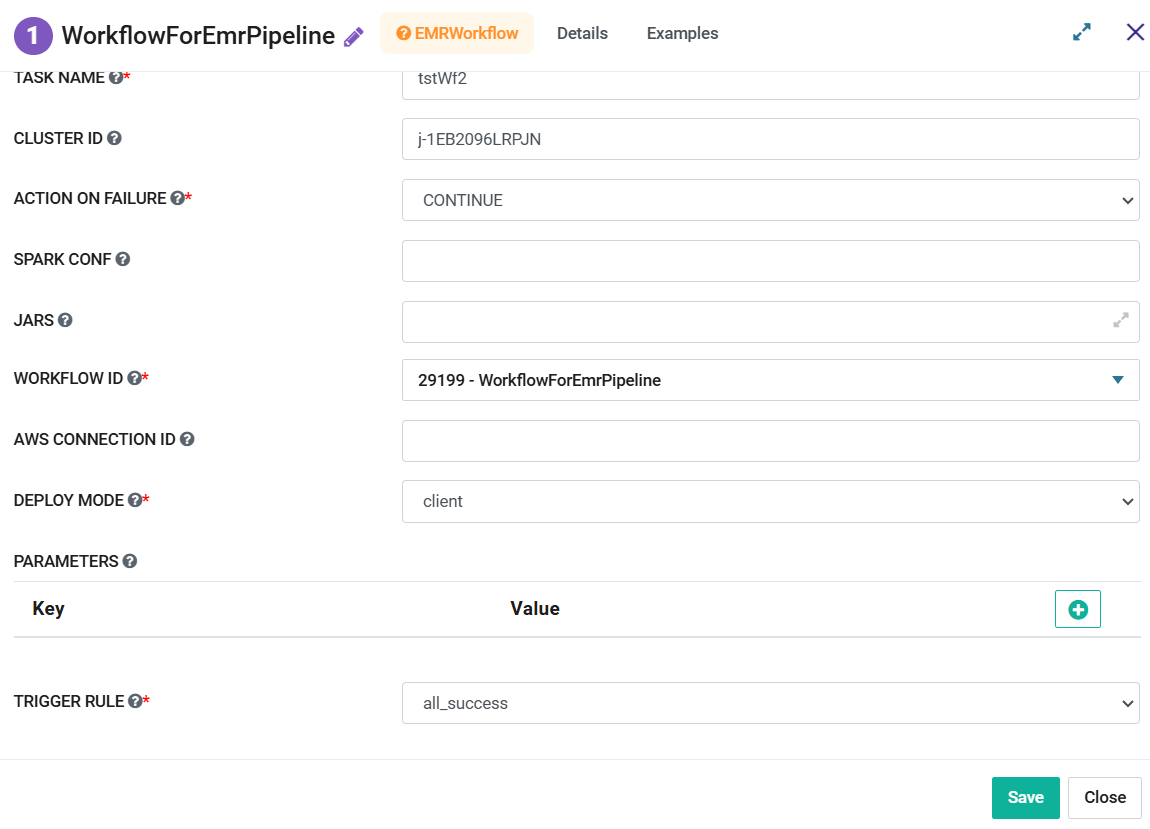 1 WorkflowForEmrPipeline EMRWorkflow Details Examples
TASK NAME ?* tstWf2
CLUSTER ID ? j-1EB2096LRPJN
ACTION ON FAILURE ?* CONTINUE
SPARK CONF ?
JARS ?
WORKFLOW ID ?* 29199 - WorkflowForEmrPipeline
AWS CONNECTION ID ?
DEPLOY MODE ?* client
PARAMETERS ?
Key Value
TRIGGER RULE ?* all_success
Save Close